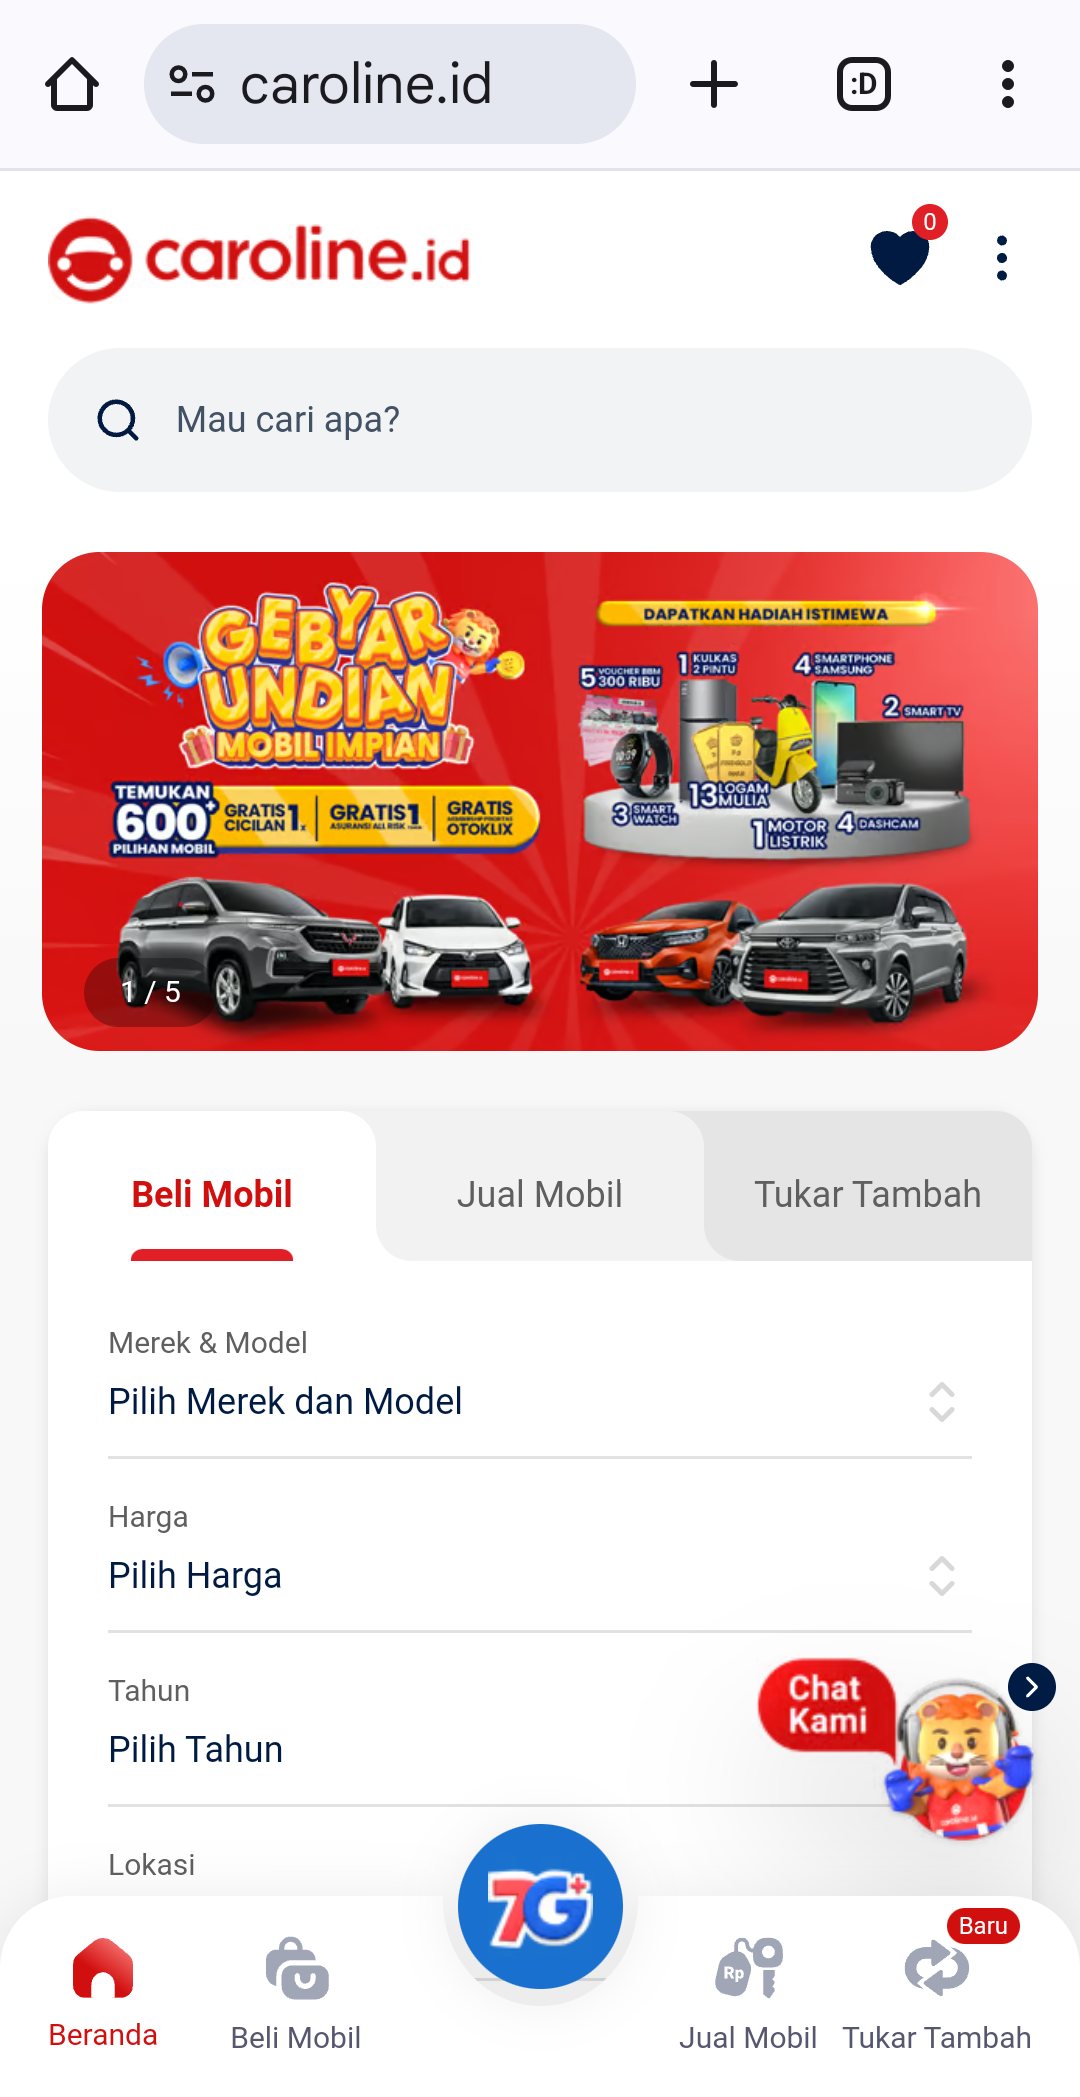 caroline.id
:D
caroline.id
0
Mau cari apa?
GEBYAR
UNDIAN
MOBIL IMPIAN
TEMUKAN
600+
PILIHAN MOBIL
GRATIS 1x
CICILAN
GRATIS 1
ASURANSI ALL RISK
GRATIS
OTOKLIX
DAPATKAN HADIAH ISTIMEWA
5 VOUCHER BBM
300 RIBU
1 KULKAS
2 PINTU
4 SMARTPHONE
SAMSUNG
2 SMART TV
3 SMART
WATCH
13 LOGAM
MULIA
1 MOTOR
LISTRIK
4 DASHCAM
1 / 5
Beli Mobil
Jual Mobil
Tukar Tambah
Merek & Model
Pilih Merek dan Model
Harga
Pilih Harga
Tahun
Pilih Tahun
Chat
Kami
Lokasi
7G+
Baru
Rp
Beranda
Beli Mobil
Jual Mobil
Tukar Tambah